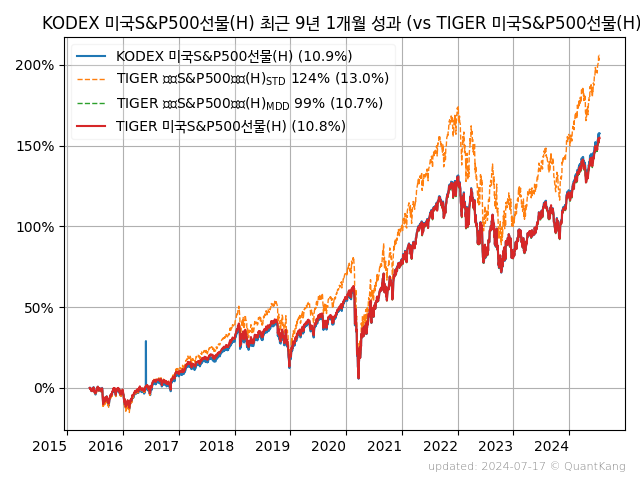 KODEX 미국S&P500선물(H) 최근 9년 1개월 성과 (vs TIGER 미국S&P500선물(H)
KODEX 미국S&P500선물(H) (10.9%)
TIGER □□S&P500□□(H)STD 124% (13.0%)
TIGER □□S&P500□□(H)MDD 99% (10.7%)
TIGER 미국S&P500선물(H) (10.8%)
200%
150%
100%
50%
0%
2015 2016 2017 2018 2019 2020 2021 2022 2023 2024
updated: 2024-07-17 © QuantKang